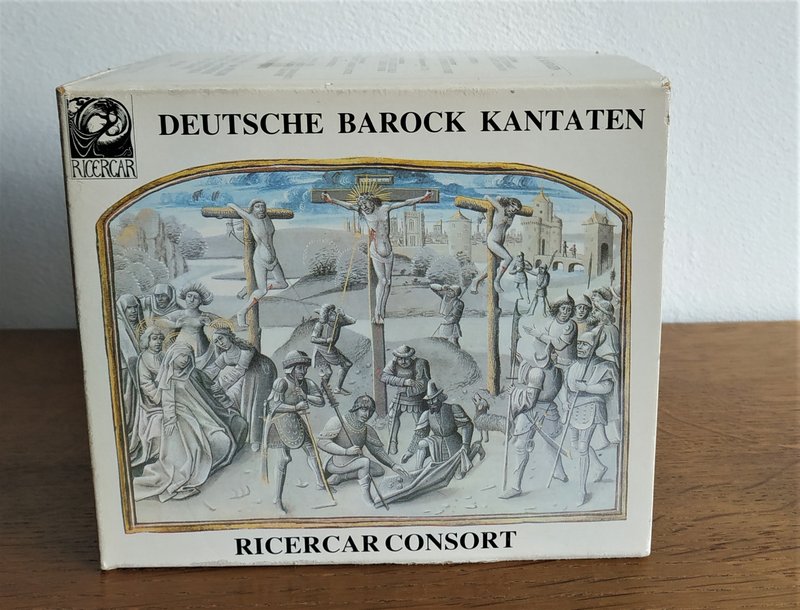 DEUTSCHE BAROCK KANTATEN
RICERCAR
RICERCAR CONSORT